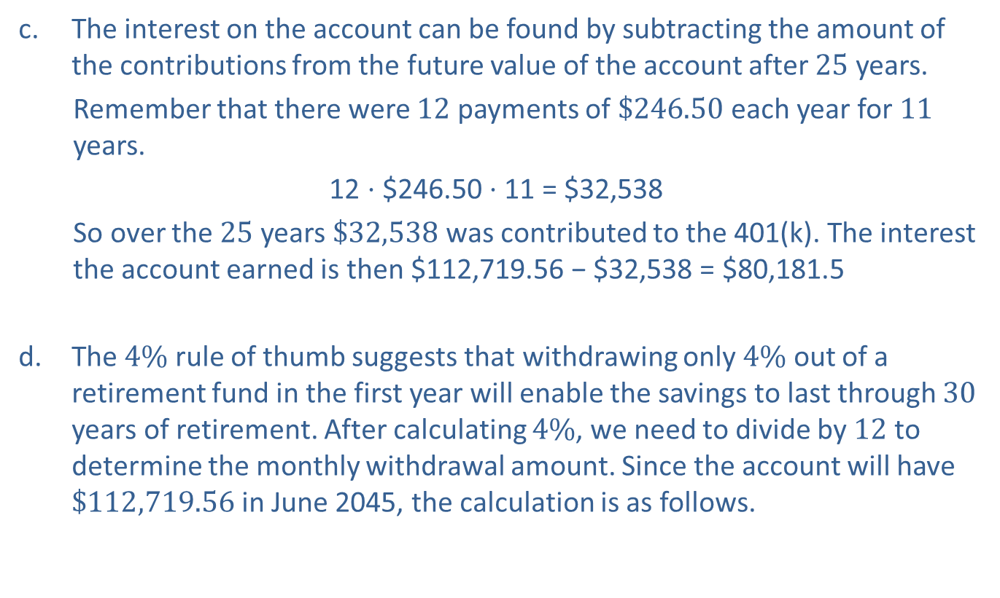 c. The interest on the account can be found by subtracting the amount of
the contributions from the future value of the account after 25 years.
Remember that there were 12 payments of $246.50 each year for 11
years.
12 · $246.50 · 11 = $32,538
So over the 25 years $32,538 was contributed to the 401(k). The interest
the account earned is then $112,719.56 – $32,538 = $80,181.5
d. The 4% rule of thumb suggests that withdrawing only 4% out of a
retirement fund in the first year will enable the savings to last through 30
years of retirement. After calculating 4%, we need to divide by 12 to
determine the monthly withdrawal amount. Since the account will have
$112,719.56 in June 2045, the calculation is as follows.